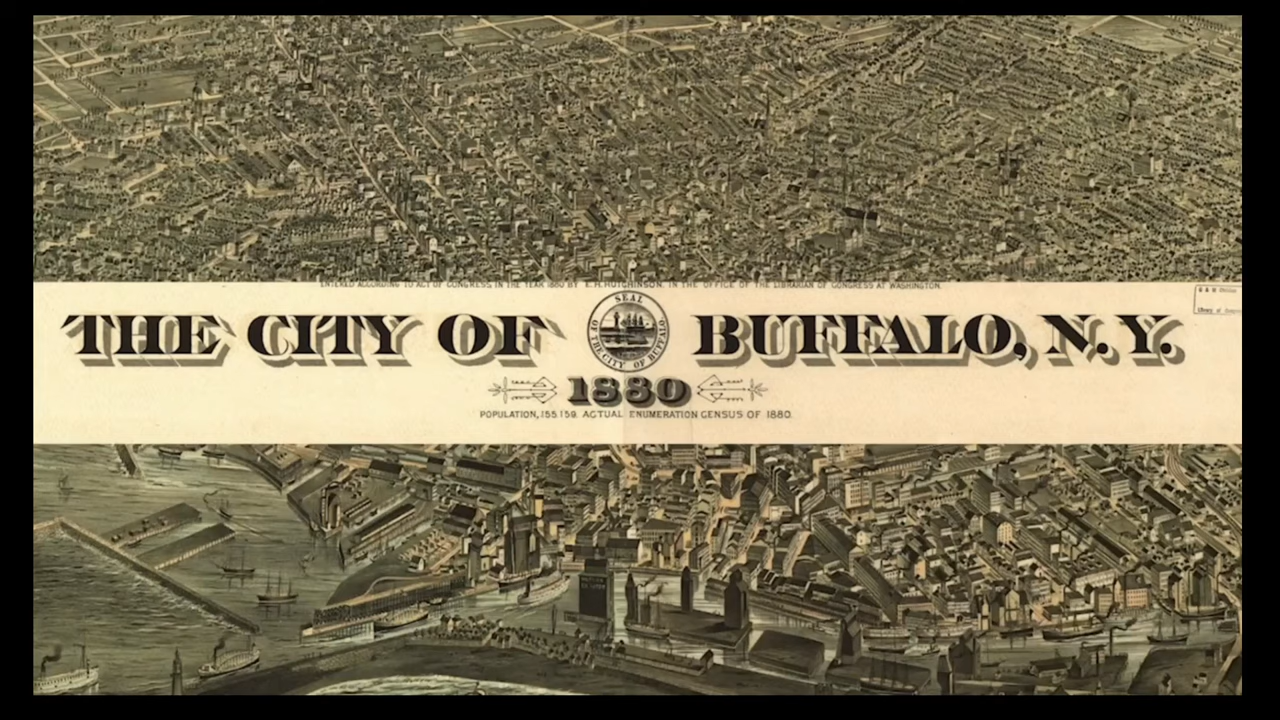 ENTERED ACCORDING TO ACT OF CONGRESS IN THE YEAR 1880 BY E.H.HUTCHINSON, IN THE OFFICE OF THE LIBRARIAN OF CONGRESS AT WASHINGTON.
THE CITY OF BUFFALO, N.Y.
SEAL OF THE CITY OF BUFFALO
1880
POPULATION, 155.159. ACTUAL ENUMERATION CENSUS OF 1880.
Library of